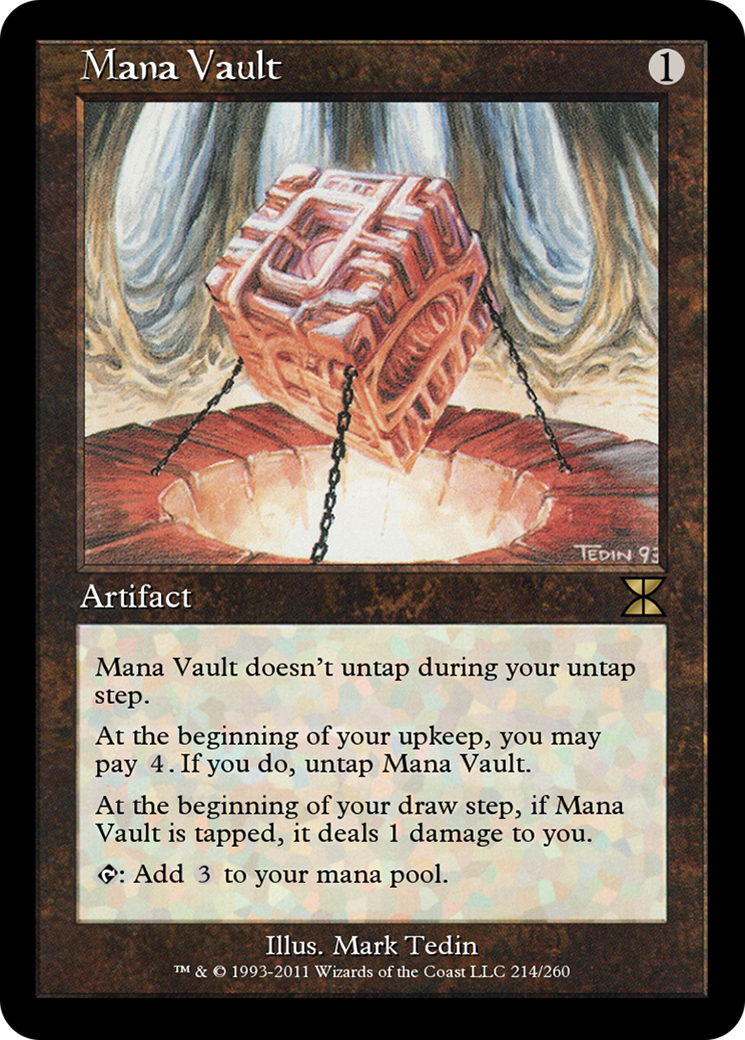 Mana Vault 1
TEDIN 93
Artifact
Mana Vault doesn't untap during your untap
step.
At the beginning of your upkeep, you may
pay 4. If you do, untap Mana Vault.
At the beginning of your draw step, if Mana
Vault is tapped, it deals 1 damage to you.
: Add 3 to your mana pool.
Illus. Mark Tedin
™ & © 1993-2011 Wizards of the Coast LLC 214/260